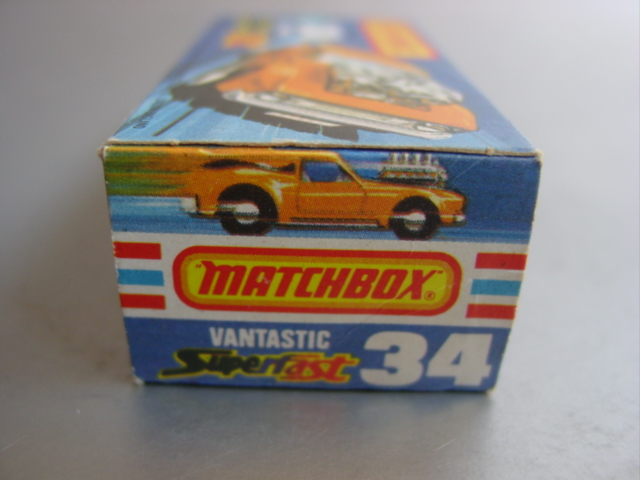 "MATCHBOX"®
VANTASTIC
Superfast
34